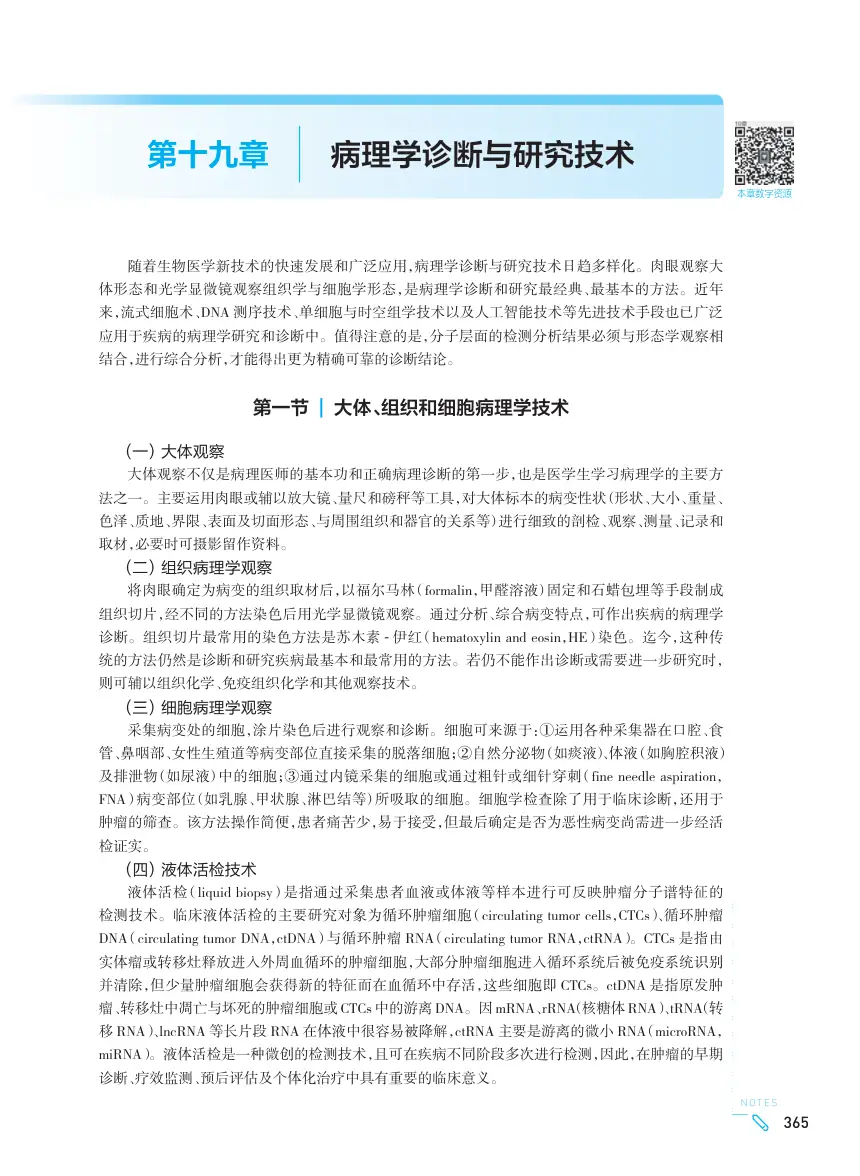 第十九章 病理学诊断与研究技术
19章
本章数字资源
随着生物医学新技术的快速发展和广泛应用,病理学诊断与研究技术日趋多样化。肉眼观察大
体形态和光学显微镜观察组织学与细胞学形态,是病理学诊断和研究最经典、最基本的方法。近年
来,流式细胞术、DNA 测序技术、单细胞与时空组学技术以及人工智能技术等先进技术手段也已广泛
应用于疾病的病理学研究和诊断中。值得注意的是,分子层面的检测分析结果必须与形态学观察相
结合,进行综合分析,才能得出更为精确可靠的诊断结论。
第一节 | 大体、组织和细胞病理学技术
(一) 大体观察
大体观察不仅是病理医师的基本功和正确病理诊断的第一步,也是医学生学习病理学的主要方
法之一。主要运用肉眼或辅以放大镜、量尺和磅秤等工具,对大体标本的病变性状(形状、大小、重量、
色泽、质地、界限、表面及切面形态、与周围组织和器官的关系等)进行细致的剖检、观察、测量、记录和
取材,必要时可摄影留作资料。
(二) 组织病理学观察
将肉眼确定为病变的组织取材后,以福尔马林(formalin,甲醛溶液)固定和石蜡包埋等手段制成
组织切片,经不同的方法染色后用光学显微镜观察。通过分析、综合病变特点,可作出疾病的病理学
诊断。组织切片最常用的染色方法是苏木素 - 伊红(hematoxylin and eosin,HE)染色。迄今,这种传
统的方法仍然是诊断和研究疾病最基本和最常用的方法。若仍不能作出诊断或需要进一步研究时,
则可辅以组织化学、免疫组织化学和其他观察技术。
(三) 细胞病理学观察
采集病变处的细胞,涂片染色后进行观察和诊断。细胞可来源于:①运用各种采集器在口腔、食
管、鼻咽部、女性生殖道等病变部位直接采集的脱落细胞;②自然分泌物(如痰液)、体液(如胸腔积液)
及排泄物(如尿液)中的细胞;③通过内镜采集的细胞或通过粗针或细针穿刺(fine needle aspiration,
FNA)病变部位(如乳腺、甲状腺、淋巴结等)所吸取的细胞。细胞学检查除了用于临床诊断,还用于
肿瘤的筛查。该方法操作简便,患者痛苦少,易于接受,但最后确定是否为恶性病变尚需进一步经活
检证实。
(四) 液体活检技术
液体活检(liquid biopsy)是指通过采集患者血液或体液等样本进行可反映肿瘤分子谱特征的
检测技术。临床液体活检的主要研究对象为循环肿瘤细胞(circulating tumor cells,CTCs)、循环肿瘤
DNA(circulating tumor DNA,ctDNA)与循环肿瘤 RNA(circulating tumor RNA,ctRNA)。CTCs 是指由
实体瘤或转移灶释放进入外周血循环的肿瘤细胞,大部分肿瘤细胞进入循环系统后被免疫系统识别
并清除,但少量肿瘤细胞会获得新的特征而在血循环中存活,这些细胞即 CTCs。ctDNA 是指原发肿
瘤、转移灶中凋亡与坏死的肿瘤细胞或 CTCs 中的游离 DNA。因 mRNA、rRNA(核糖体 RNA)、tRNA(转
移 RNA)、lncRNA 等长片段 RNA 在体液中很容易被降解,ctRNA 主要是游离的微小 RNA(microRNA,
miRNA)。液体活检是一种微创的检测技术,且可在疾病不同阶段多次进行检测,因此,在肿瘤的早期
诊断、疗效监测、预后评估及个体化治疗中具有重要的临床意义。
NOTES
365